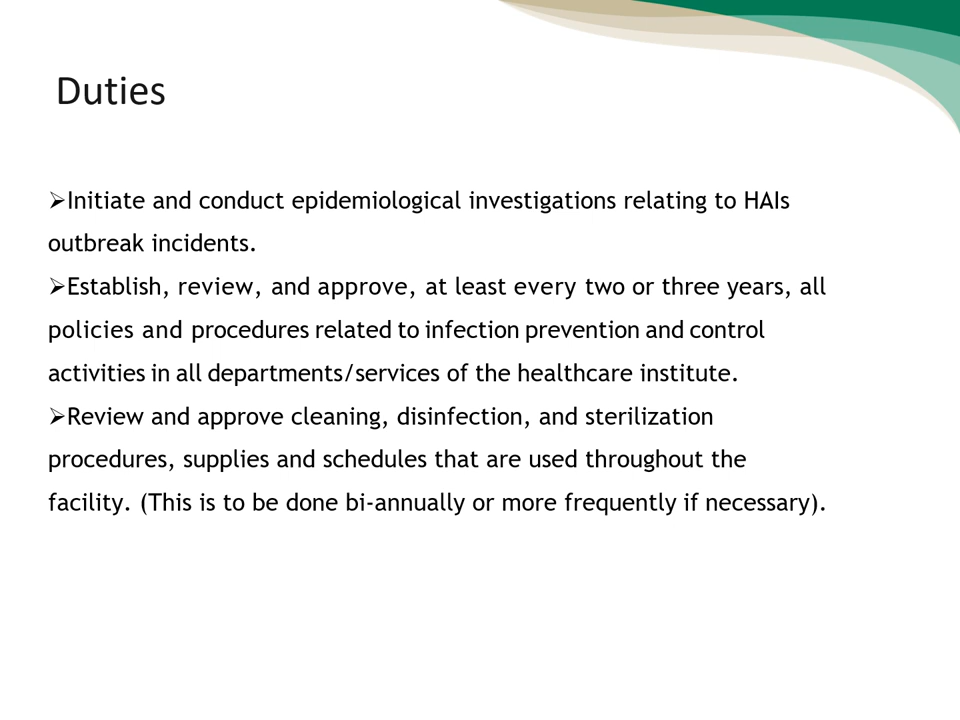 Duties
➢Initiate and conduct epidemiological investigations relating to HAIs
outbreak incidents.
➢Establish, review, and approve, at least every two or three years, all
policies and procedures related to infection prevention and control
activities in all departments/services of the healthcare institute.
➢Review and approve cleaning, disinfection, and sterilization
procedures, supplies and schedules that are used throughout the
facility. (This is to be done bi-annually or more frequently if necessary).